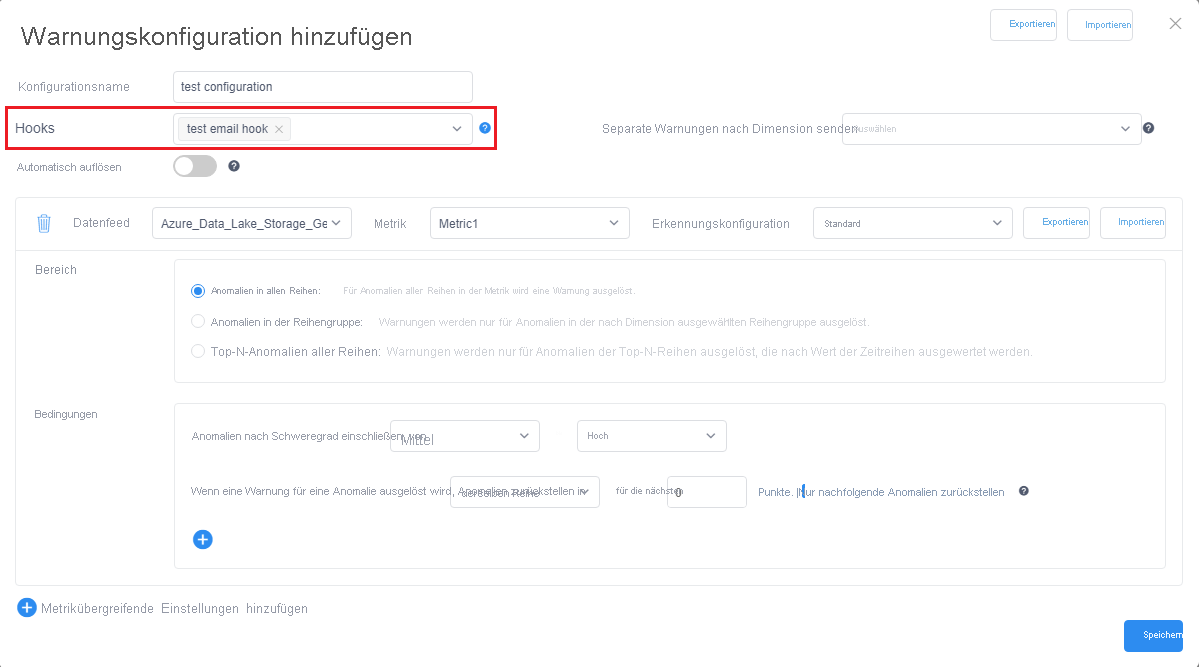 Warnungskonfiguration hinzufügen
Exportieren
Importieren
Konfigurationsname
test configuration
Hooks
test email hook
Separate Warnungen nach Dimension senden
Auswählen
Automatisch auflösen
Datenfeed
Azure_Data_Lake_Storage_Ge
Metrik
Metric1
Erkennungskonfiguration
Standard
Exportieren
Importieren
Bereich
Anomalien in allen Reihen: Für Anomalien aller Reihen in der Metrik wird eine Warnung ausgelöst.
Anomalien in der Reihengruppe: Warnungen werden nur für Anomalien in der nach Dimension ausgewählten Reihengruppe ausgelöst.
Top-N-Anomalien aller Reihen: Warnungen werden nur für Anomalien der Top-N-Reihen ausgelöst, die nach Wert der Zeitreihen ausgewertet werden.
Bedingungen
Anomalien nach Schweregrad einschließen, von
Mittel
Hoch
Wenn eine Warnung für eine Anomalie ausgelöst wird, Anomalien zurückstellen in
derselben Reihe
für die nächsten
0
Punkte. Nur nachfolgende Anomalien zurückstellen
Metrikübergreifende Einstellungen hinzufügen
Speichern